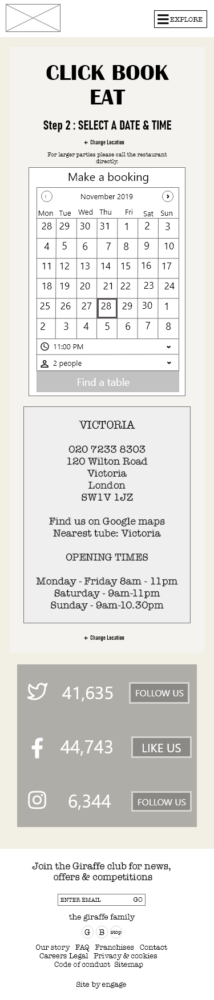 EXPLORE
CLICK BOOK
EAT
Step 2 : SELECT A DATE & TIME
← Change Location
For larger parties please call the restaurant
directly.
Make a booking
November 2019
Mon Tue Wed Thu Fri Sat Sun
28 29 30 31 1 2 3
4 5 6 7 8 9 10
11 12 13 14 15 16 17
18 19 20 21 22 23 24
25 26 27 28 29 30 1
2 3 4 5 6 7 8
11:00 PM
2 people
Find a table
VICTORIA
020 7233 8303
120 Wilton Road
Victoria
London
SW1V 1JZ
Find us on Google maps
Nearest tube: Victoria
OPENING TIMES
Monday - Friday 8am - 11pm
Saturday - 9am-11pm
Sunday - 9am-10.30pm
← Change Location
41,635 FOLLOW US
44,743 LIKE US
6,344 FOLLOW US
Join the Giraffe club for news,
offers & competitions
ENTER EMAIL GO
the giraffe family
G B stop
Our story FAQ Franchises Contact
Careers Legal Privacy & cookies
Code of conduct Sitemap
Site by engage